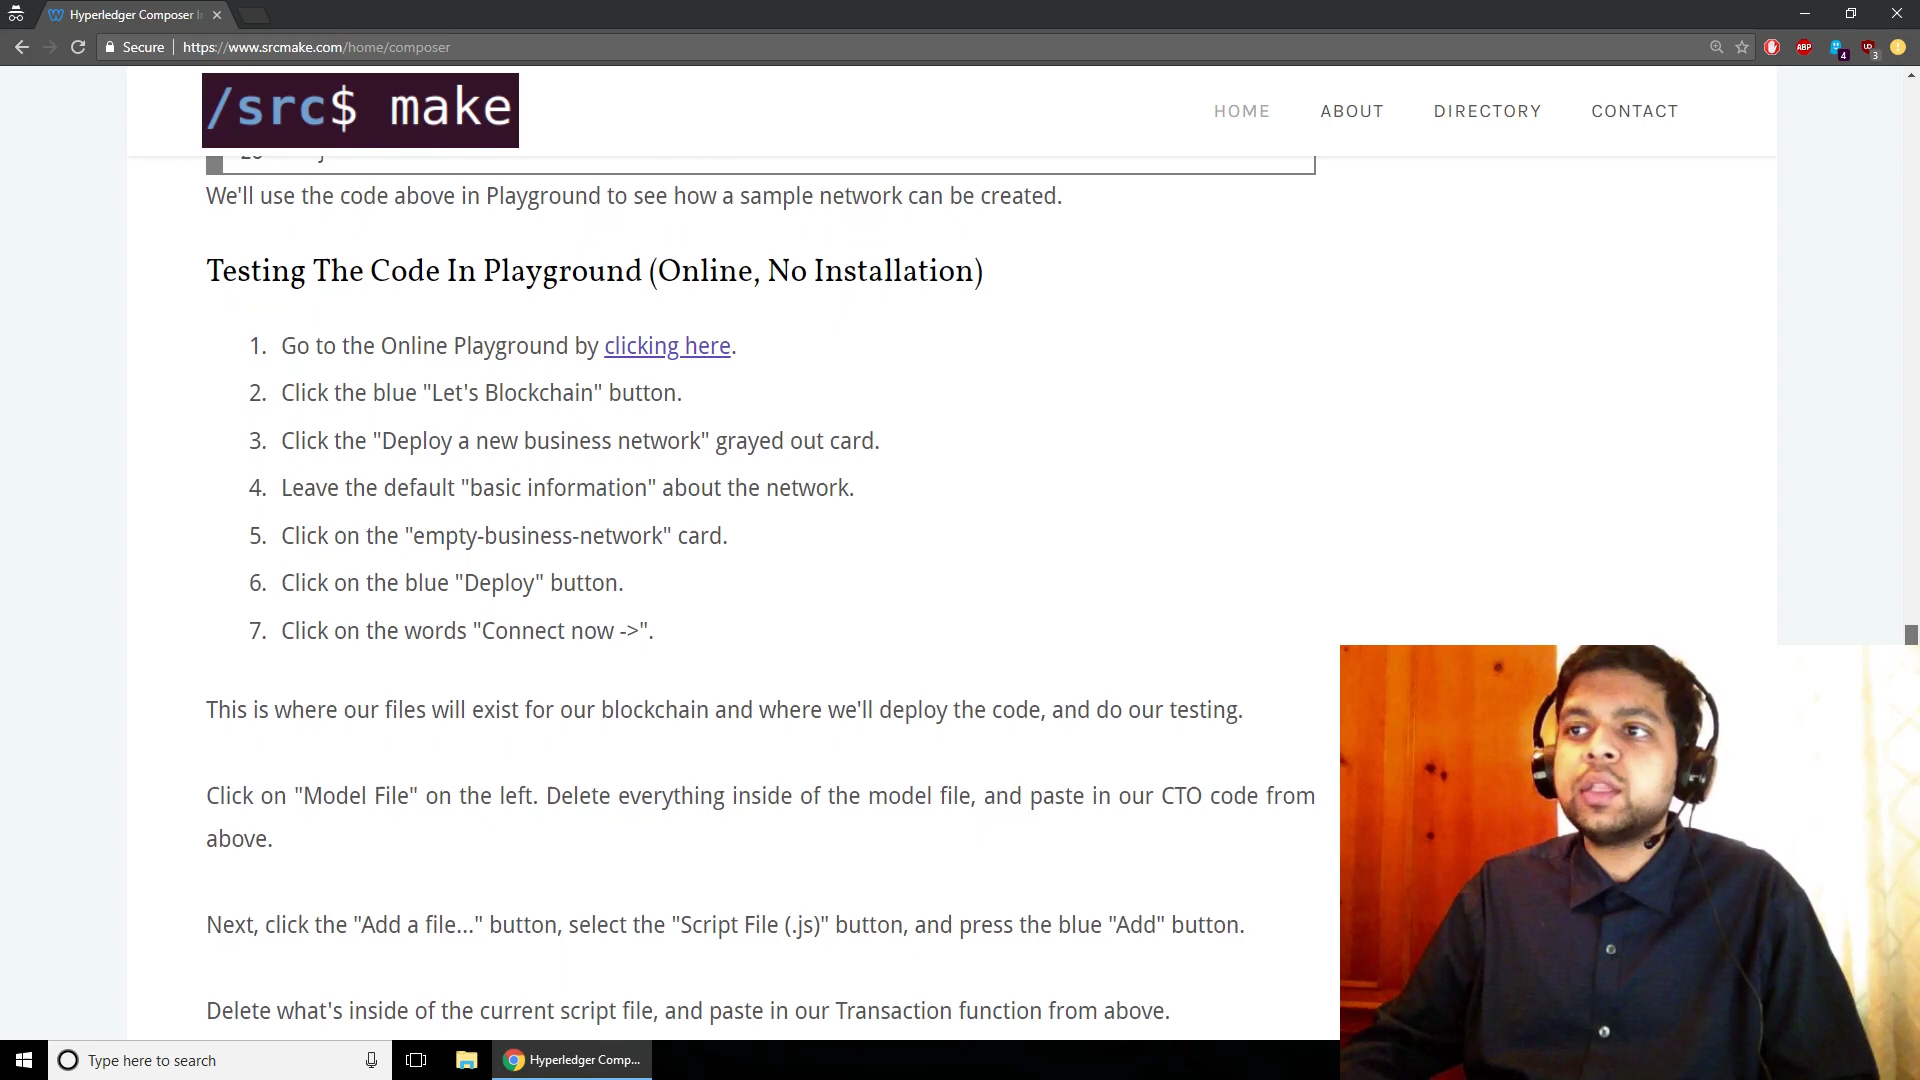 Hyperledger Composer I
Secure
https://www.srcmake.com/home/composer
ABP
4
3
/src$ make
HOME
ABOUT
DIRECTORY
CONTACT
We'll use the code above in Playground to see how a sample network can be created.
Testing The Code In Playground (Online, No Installation)
1. Go to the Online Playground by clicking here.
2. Click the blue "Let's Blockchain" button.
3. Click the "Deploy a new business network" grayed out card.
4. Leave the default "basic information" about the network.
5. Click on the "empty-business-network" card.
6. Click on the blue "Deploy" button.
7. Click on the words "Connect now ->".
This is where our files will exist for our blockchain and where we'll deploy the code, and do our testing.
Click on "Model File" on the left. Delete everything inside of the model file, and paste in our CTO code from
above.
Next, click the "Add a file..." button, select the "Script File (.js)" button, and press the blue "Add" button.
Delete what's inside of the current script file, and paste in our Transaction function from above.
Type here to search
Hyperledger Comp...